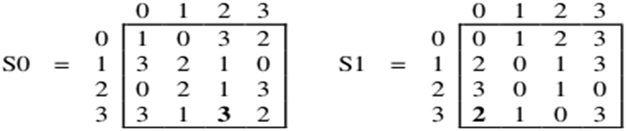 0 1 2 3 0 1 2 3
0 1 0 3 2 0 0 1 2 3
S0 = 1 3 2 1 0 S1 = 1 2 0 1 3
2 0 2 1 3 2 3 0 1 0
3 3 1 3 2 3 2 1 0 3